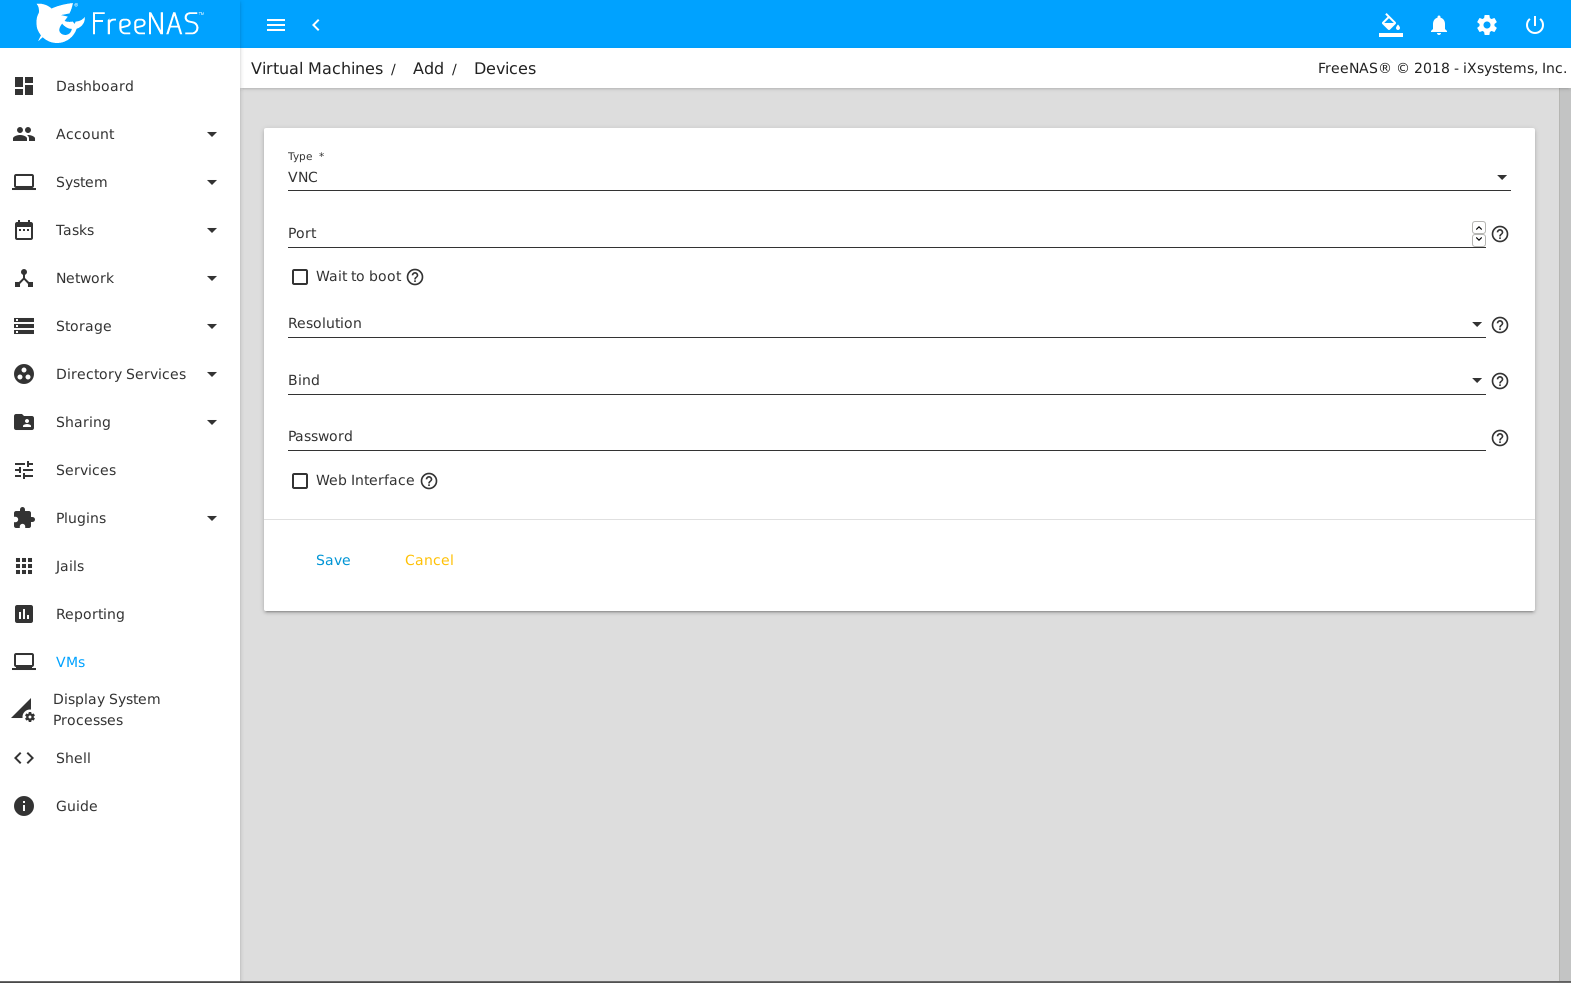 FreeNAS™
Virtual Machines / Add / Devices
FreeNAS® © 2018 - iXsystems, Inc.
Dashboard
Account
System
Tasks
Network
Storage
Directory Services
Sharing
Services
Plugins
Jails
Reporting
VMs
Display System
Processes
Shell
Guide
Type *
VNC
Port
Wait to boot
Resolution
Bind
Password
Web Interface
Save Cancel